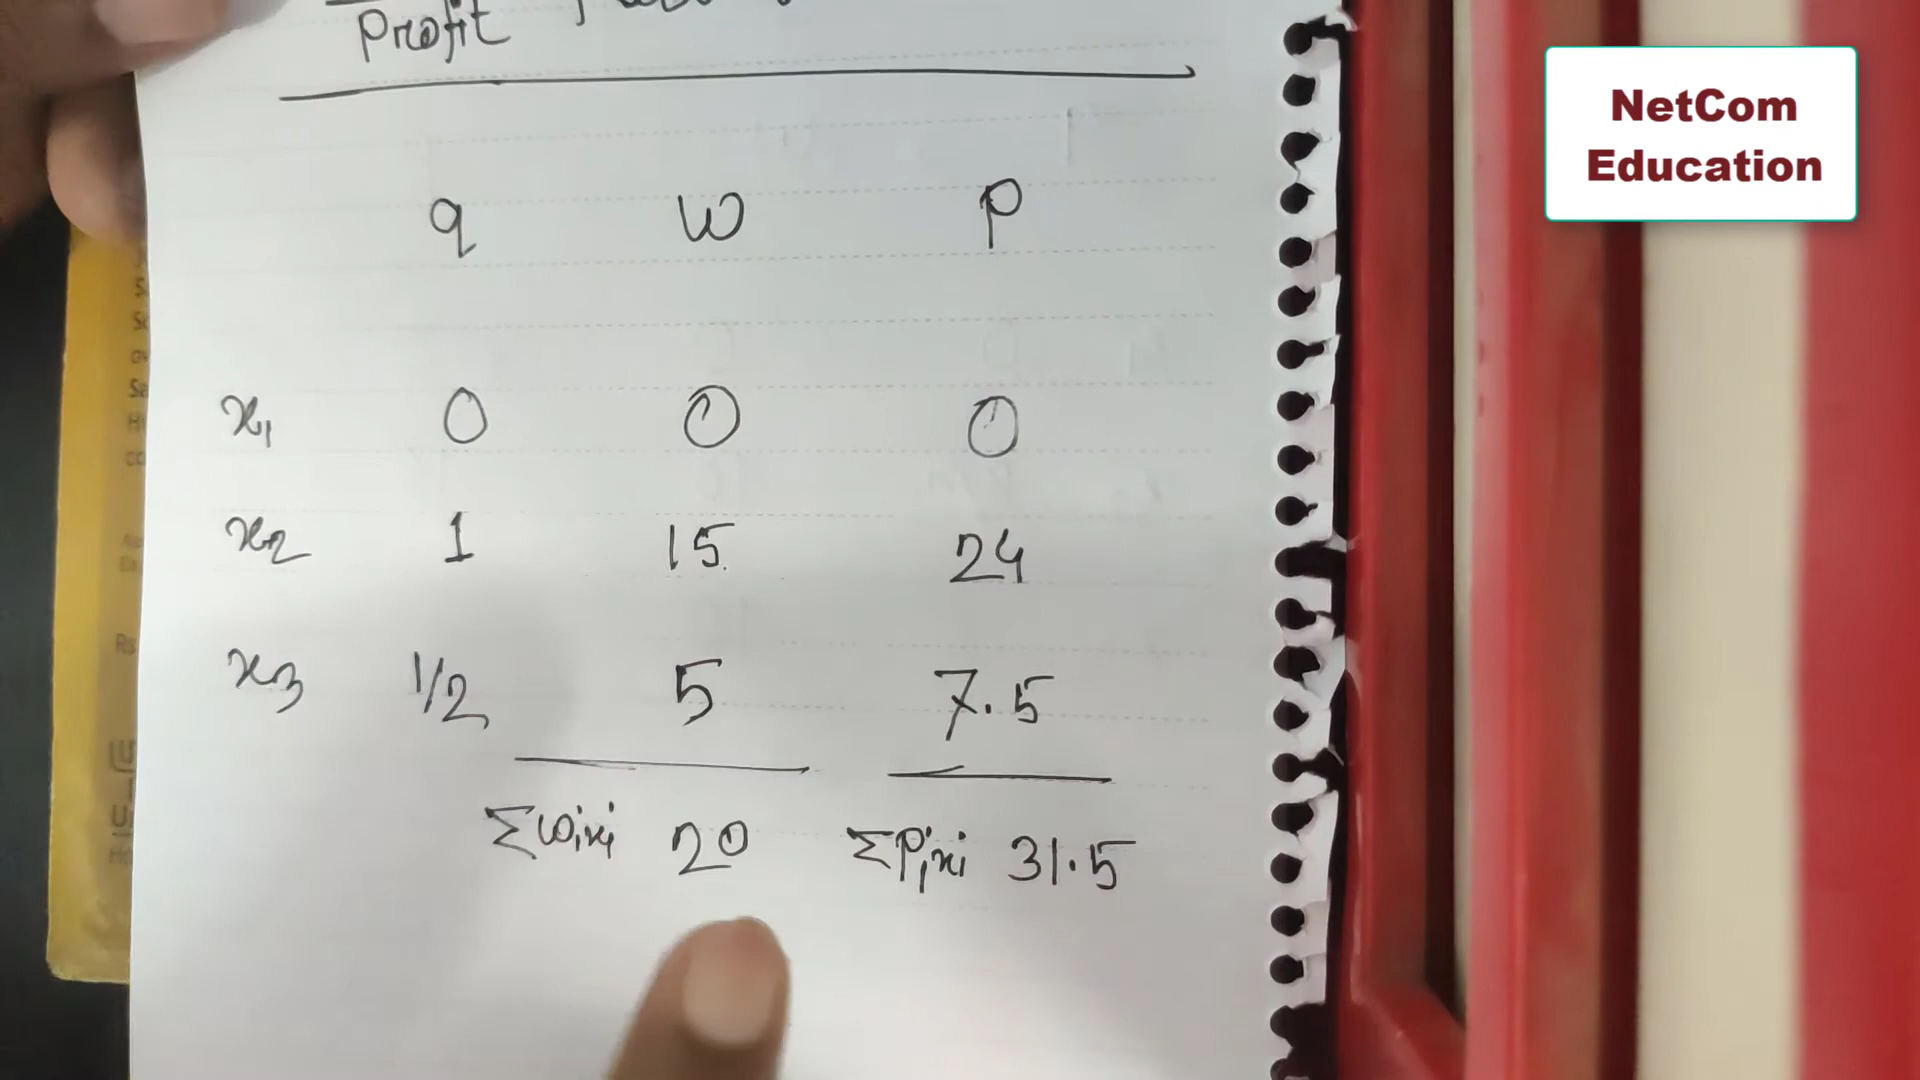 Profit
NetCom
Education
q w P
x₁ 0 0 0
x₂ 1 15 24
x₃ 1/2 5 7.5
Σwᵢxᵢ 20 Σpᵢxᵢ 31.5